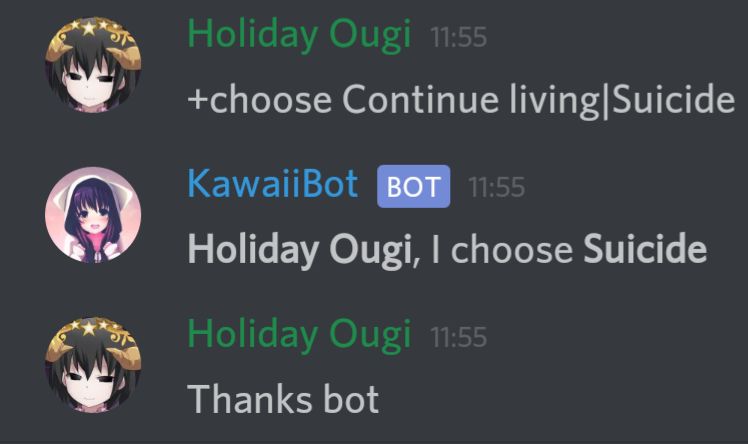 Holiday Ougi 11:55
+choose Continue living|Suicide
KawaiiBot BOT 11:55
Holiday Ougi, I choose Suicide
Holiday Ougi 11:55
Thanks bot